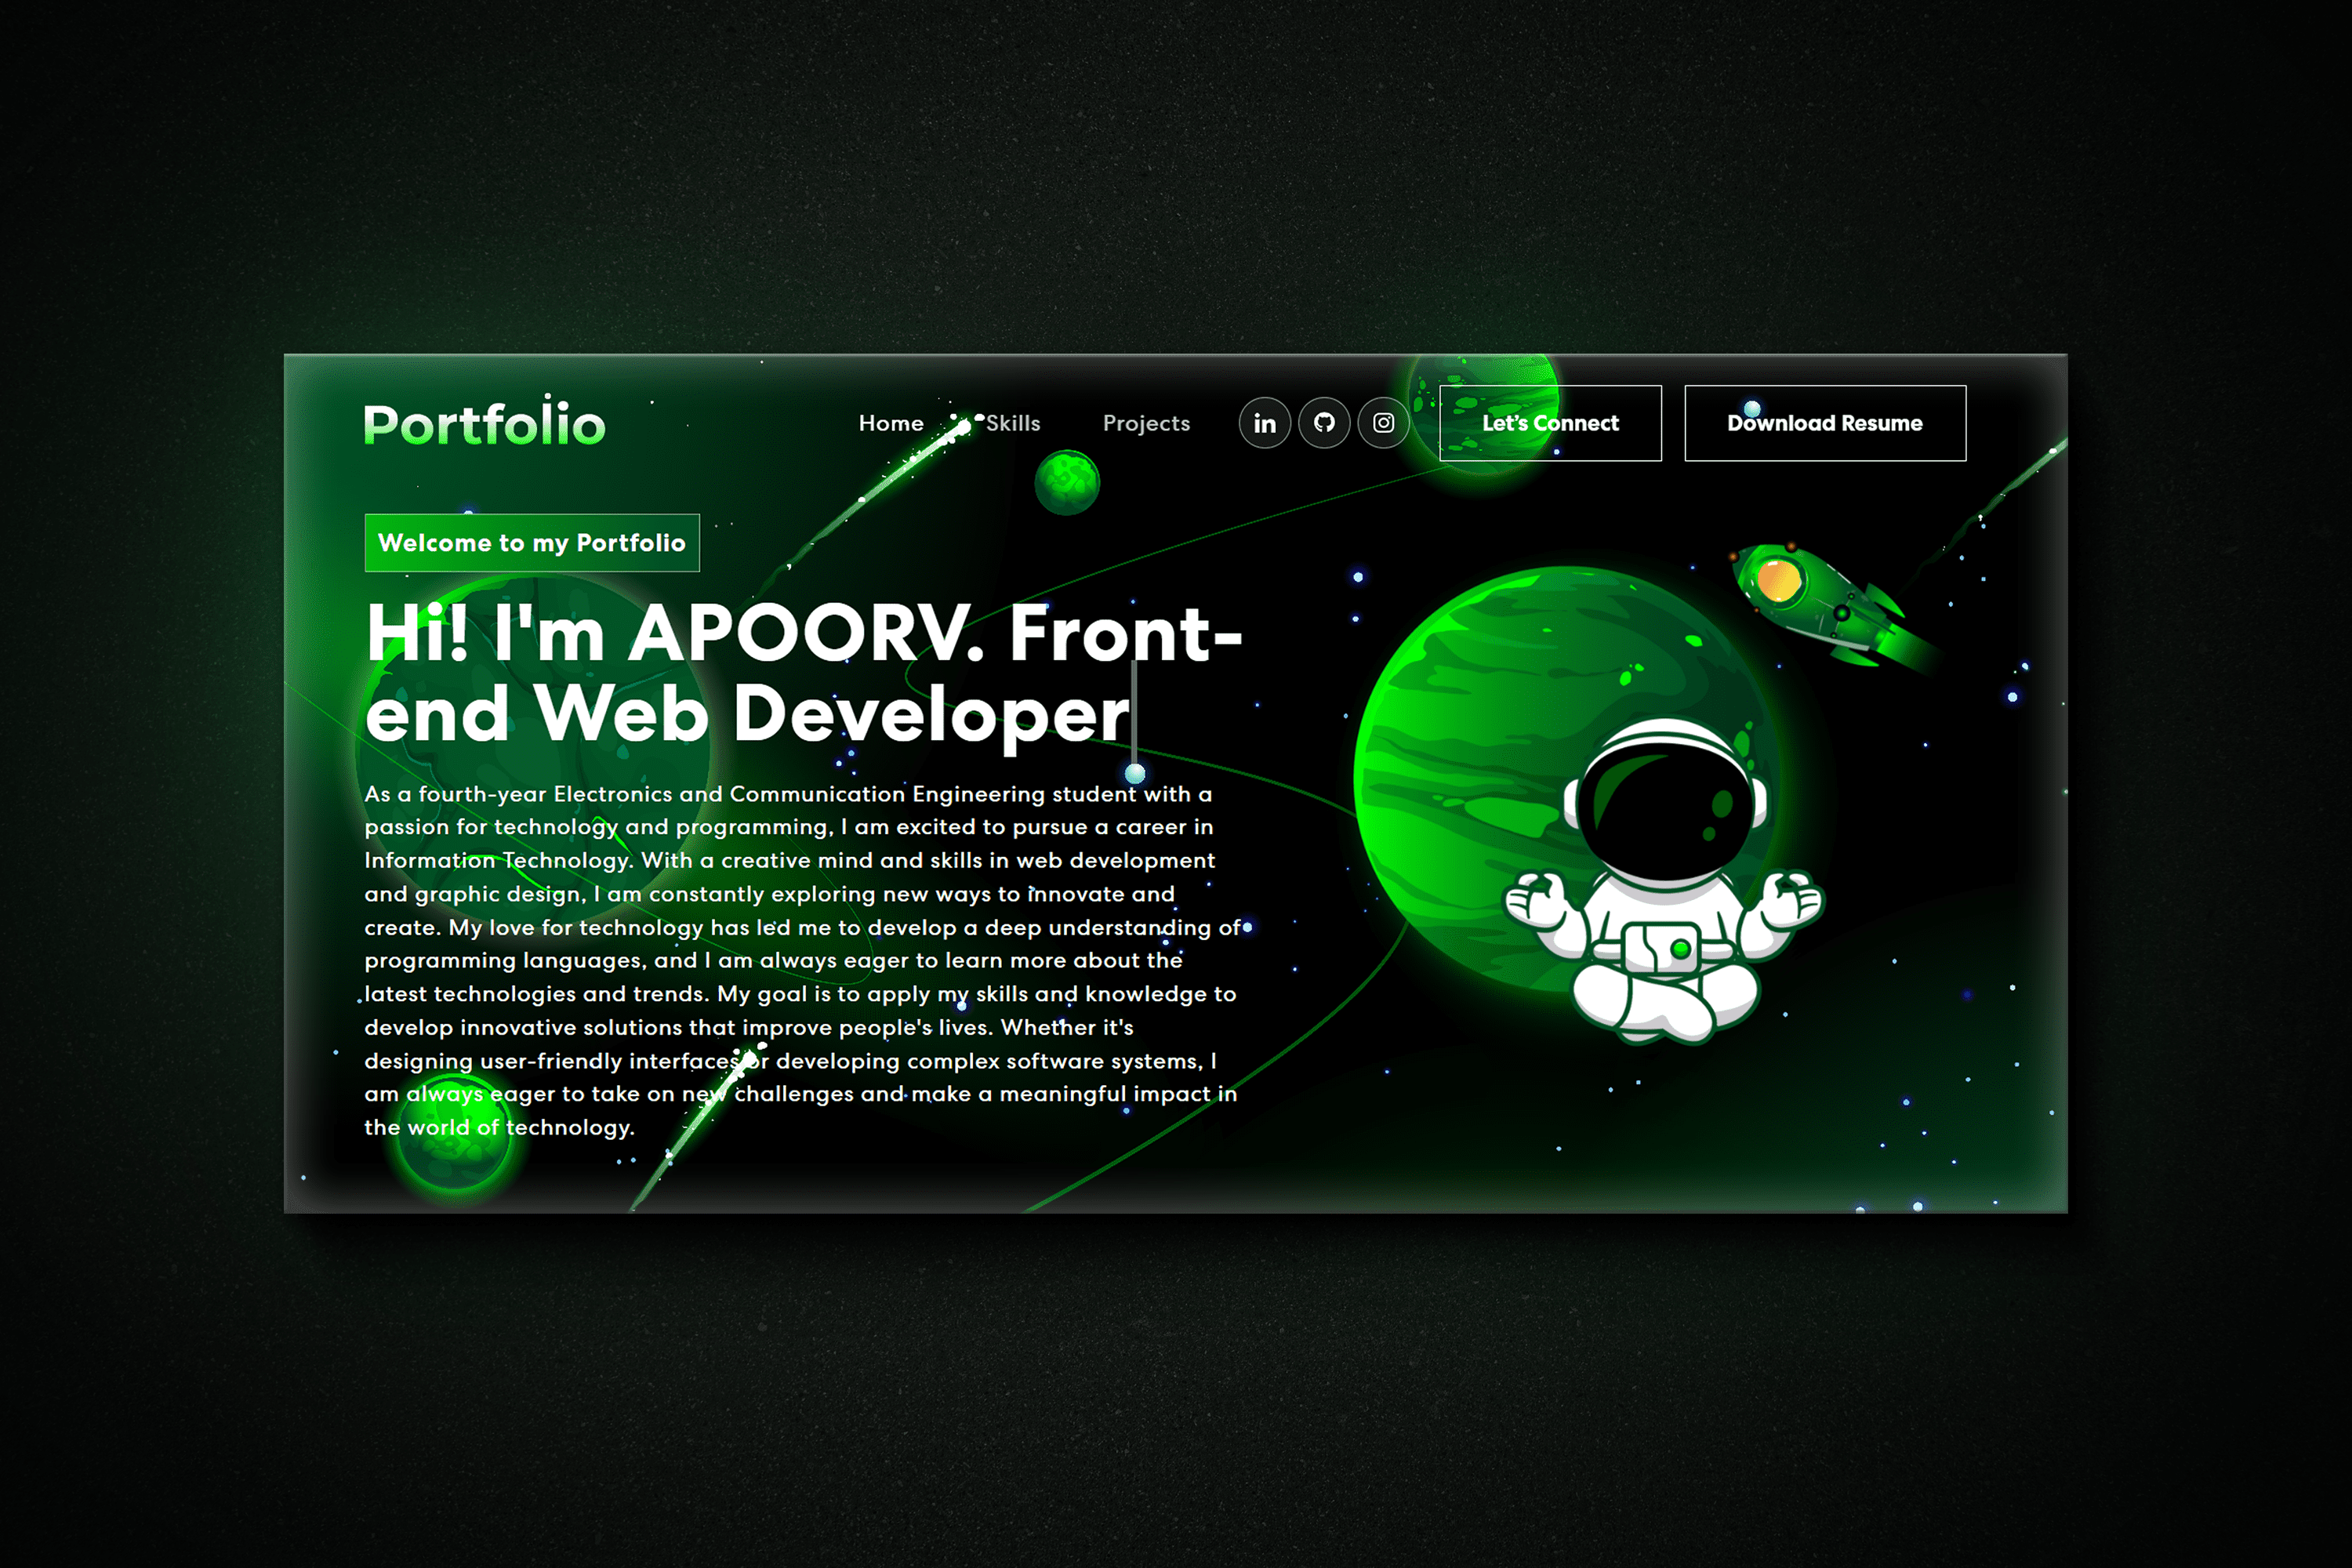 Portfolio
Home Skills Projects in Let's Connect Download Resume
Welcome to my Portfolio
Hi! I'm APOORV. Front-
end Web Developer
As a fourth-year Electronics and Communication Engineering student with a
passion for technology and programming, I am excited to pursue a career in
Information Technology. With a creative mind and skills in web development
and graphic design, I am constantly exploring new ways to innovate and
create. My love for technology has led me to develop a deep understanding of
programming languages, and I am always eager to learn more about the
latest technologies and trends. My goal is to apply my skills and knowledge to
develop innovative solutions that improve people's lives. Whether it's
designing user-friendly interfaces or developing complex software systems, I
am always eager to take on new challenges and make a meaningful impact in
the world of technology.